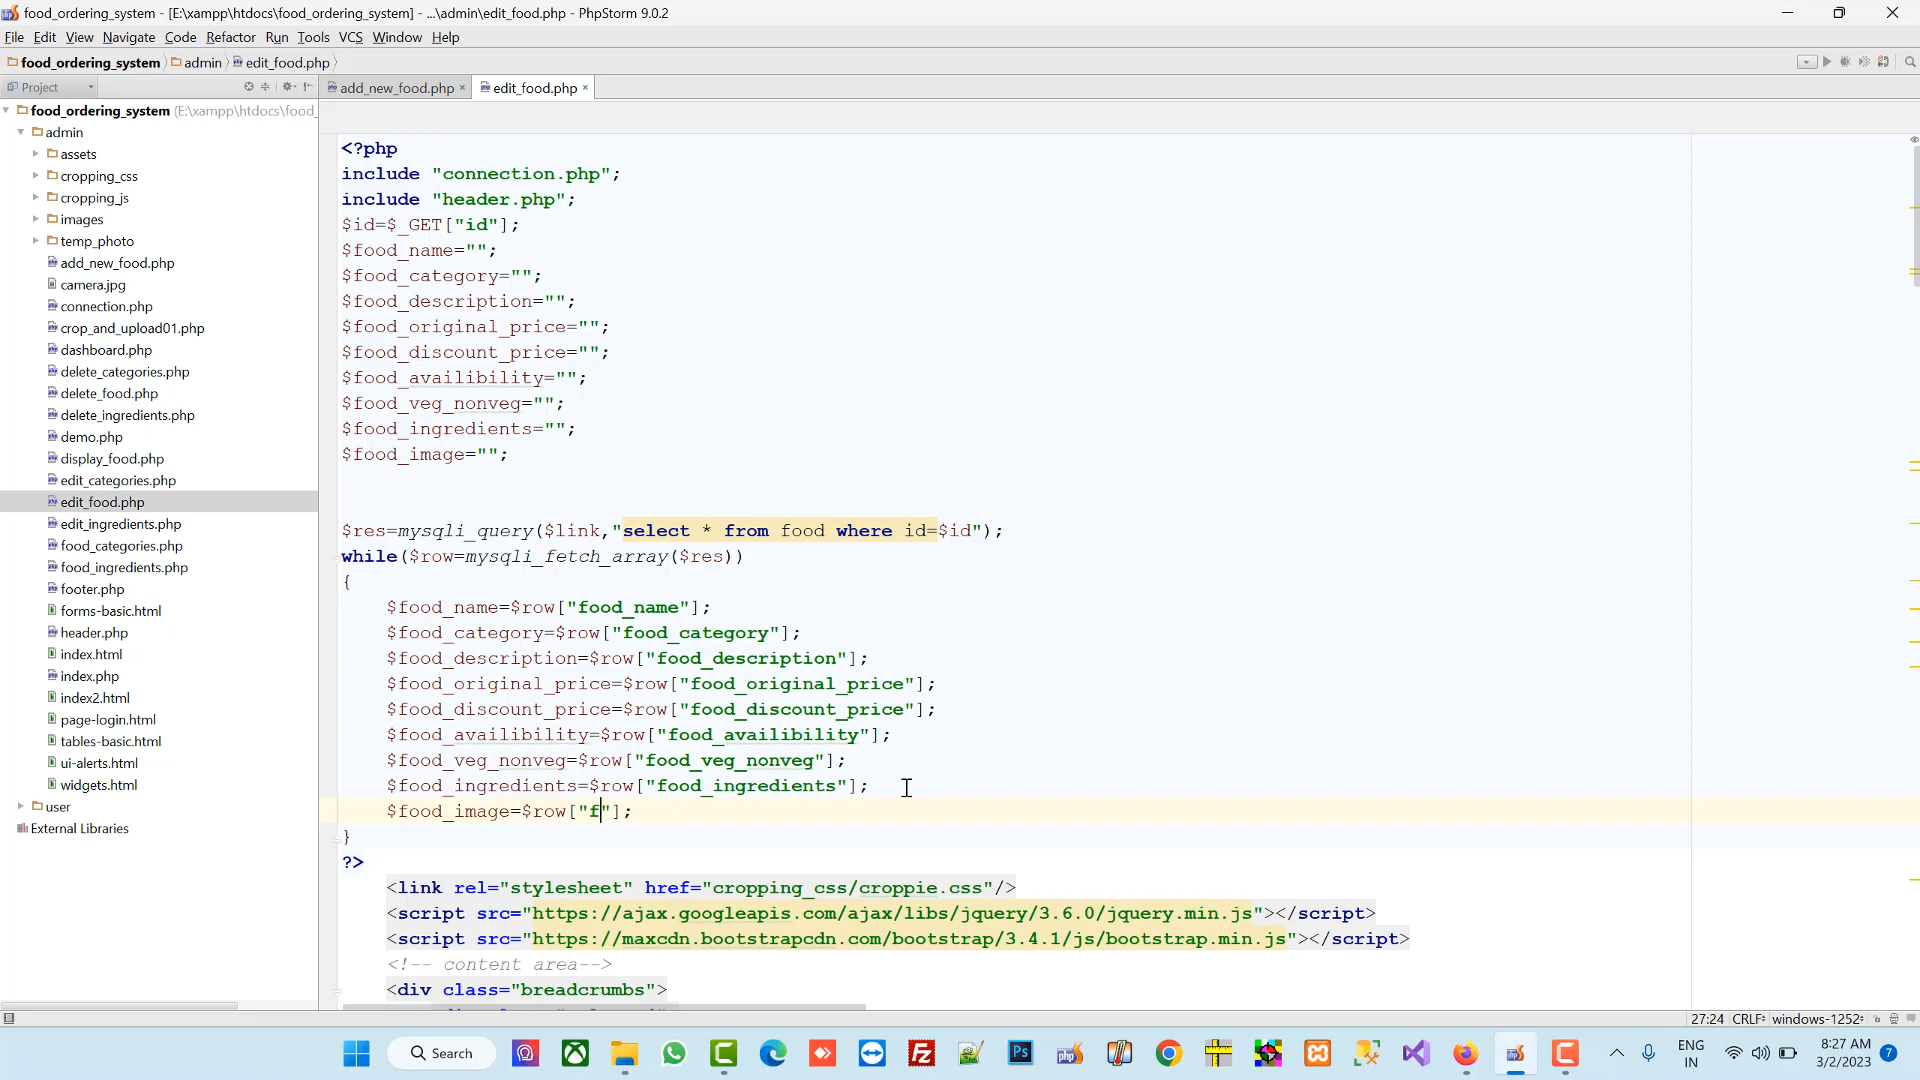 food_ordering_system - [E:\xampp\htdocs\food_ordering_system] - ...\admin\edit_food.php - PhpStorm 9.0.2
File Edit View Navigate Code Refactor Run Tools VCS Window Help
food_ordering_system admin edit_food.php
Project
add_new_food.php × edit_food.php ×
food_ordering_system (E:\xampp\htdocs\food_
admin
assets
cropping_css
cropping_js
images
temp_photo
add_new_food.php
camera.jpg
connection.php
crop_and_upload01.php
dashboard.php
delete_categories.php
delete_food.php
delete_ingredients.php
demo.php
display_food.php
edit_categories.php
edit_food.php
edit_ingredients.php
food_categories.php
food_ingredients.php
footer.php
forms-basic.html
header.php
index.html
index.php
index2.html
page-login.html
tables-basic.html
ui-alerts.html
widgets.html
user
External Libraries
<?php
include "connection.php";
include "header.php";
$id=$_GET["id"];
$food_name="";
$food_category="";
$food_description="";
$food_original_price="";
$food_discount_price="";
$food_availibility="";
$food_veg_nonveg="";
$food_ingredients="";
$food_image="";
$res=mysqli_query($link,"select * from food where id=$id");
while($row=mysqli_fetch_array($res))
{
$food_name=$row["food_name"];
$food_category=$row["food_category"];
$food_description=$row["food_description"];
$food_original_price=$row["food_original_price"];
$food_discount_price=$row["food_discount_price"];
$food_availibility=$row["food_availibility"];
$food_veg_nonveg=$row["food_veg_nonveg"];
$food_ingredients=$row["food_ingredients"];
$food_image=$row["f"];
}
?>
<link rel="stylesheet" href="cropping_css/croppie.css"/>
<script src="https://ajax.googleapis.com/ajax/libs/jquery/3.6.0/jquery.min.js"></script>
<script src="https://maxcdn.bootstrapcdn.com/bootstrap/3.4.1/js/bootstrap.min.js"></script>
<!-- content area-->
<div class="breadcrumbs">
27:24 CRLF÷ windows-1252÷
Search
ENG
IN
8:27 AM
3/2/2023
7